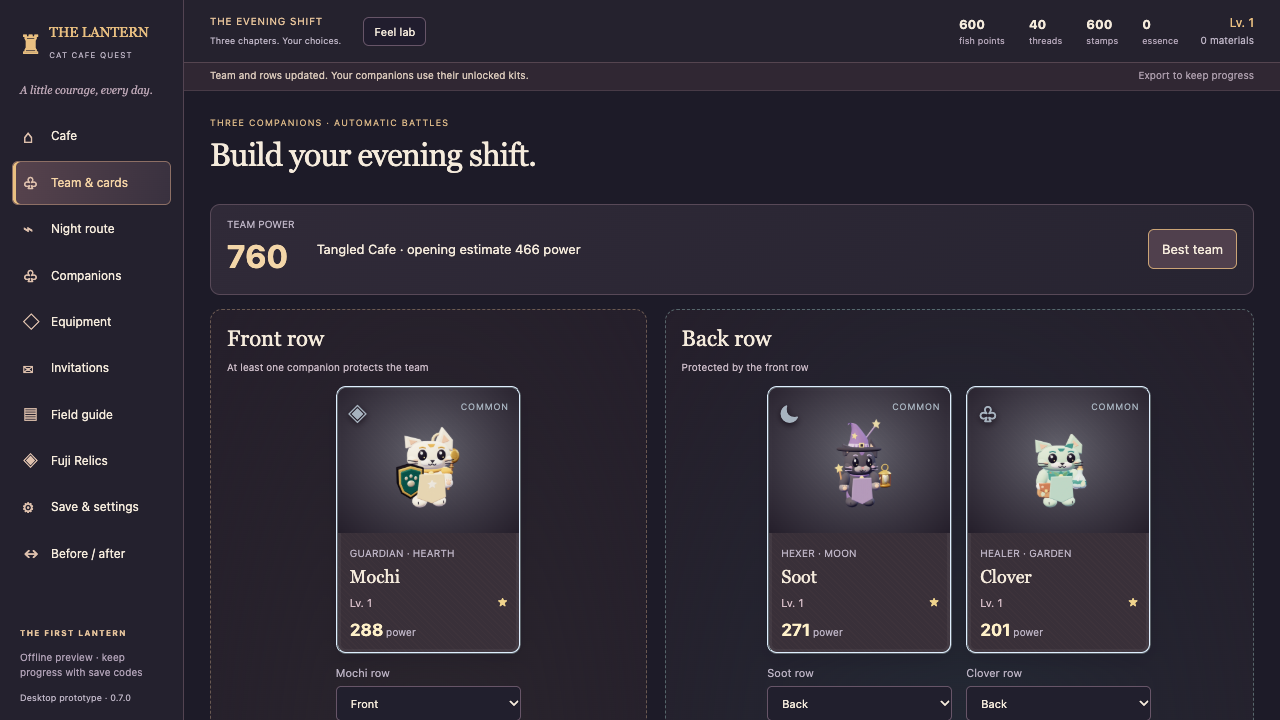 THE LANTERN
CAT CAFE QUEST
A little courage, every day.
Cafe
Team & cards
Night route
Companions
Equipment
Invitations
Field guide
Fuji Relics
Save & settings
Before / after
THE FIRST LANTERN
Offline preview · keep
progress with save codes
Desktop prototype · 0.7.0
THE EVENING SHIFT
Three chapters. Your choices.
Feel lab
600
fish points
40
threads
600
stamps
0
essence
Lv. 1
0 materials
Team and rows updated. Your companions use their unlocked kits.
Export to keep progress
THREE COMPANIONS · AUTOMATIC BATTLES
Build your evening shift.
TEAM POWER
760
Tangled Cafe · opening estimate 466 power
Best team
Front row
At least one companion protects the team
COMMON
GUARDIAN · HEARTH
Mochi
Lv. 1
288 power
Mochi row
Front
Back row
Protected by the front row
COMMON
HEXER · MOON
Soot
Lv. 1
271 power
Soot row
Back
COMMON
HEALER · GARDEN
Clover
Lv. 1
201 power
Clover row
Back